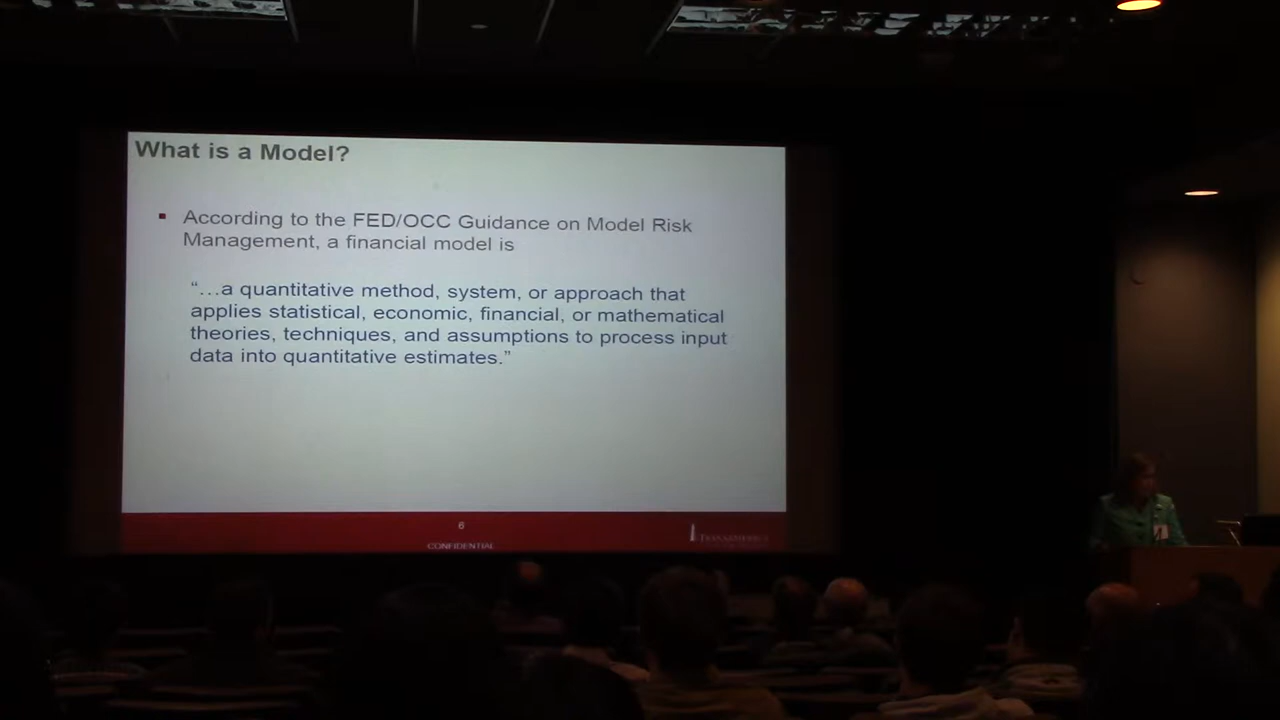 What is a Model?
According to the FED/OCC Guidance on Model Risk
Management, a financial model is
“…a quantitative method, system, or approach that
applies statistical, economic, financial, or mathematical
theories, techniques, and assumptions to process input
data into quantitative estimates.”
6
CONFIDENTIAL
TRANSAMERICA